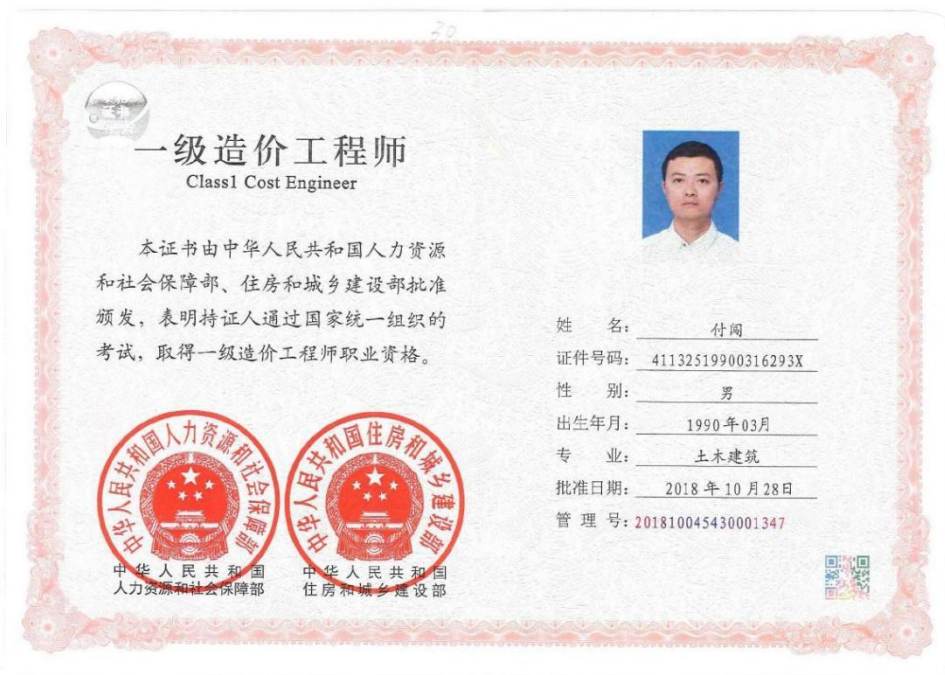 20
一级造价工程师
Class1 Cost Engineer
本证书由中华人民共和国人力资源
和社会保障部、住房和城乡建设部批准
颁发，表明持证人通过国家统一组织的
考试，取得一级造价工程师职业资格。
中华人民共和国人力资源和社会保障部
中华人民共和国住房和城乡建设部
中华人民共和国
人力资源和社会保障部
中华人民共和国
住房和城乡建设部
姓 名： 付闯
证件号码： 41132519900316293X
性 别： 男
出生年月： 1990年03月
专 业： 土木建筑
批准日期： 2018年10月28日
管 理 号：201810045430001347